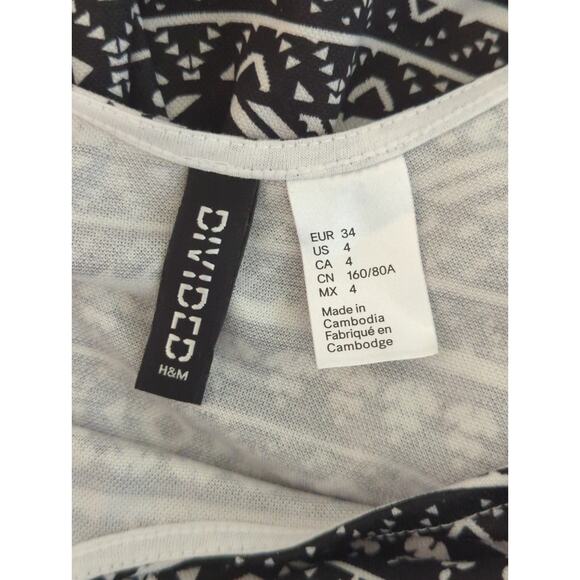 DIVIDED
H&M
EUR 34
US 4
CA 4
CN 160/80A
MX 4
Made in
Cambodia
Fabriqué en
Cambodge